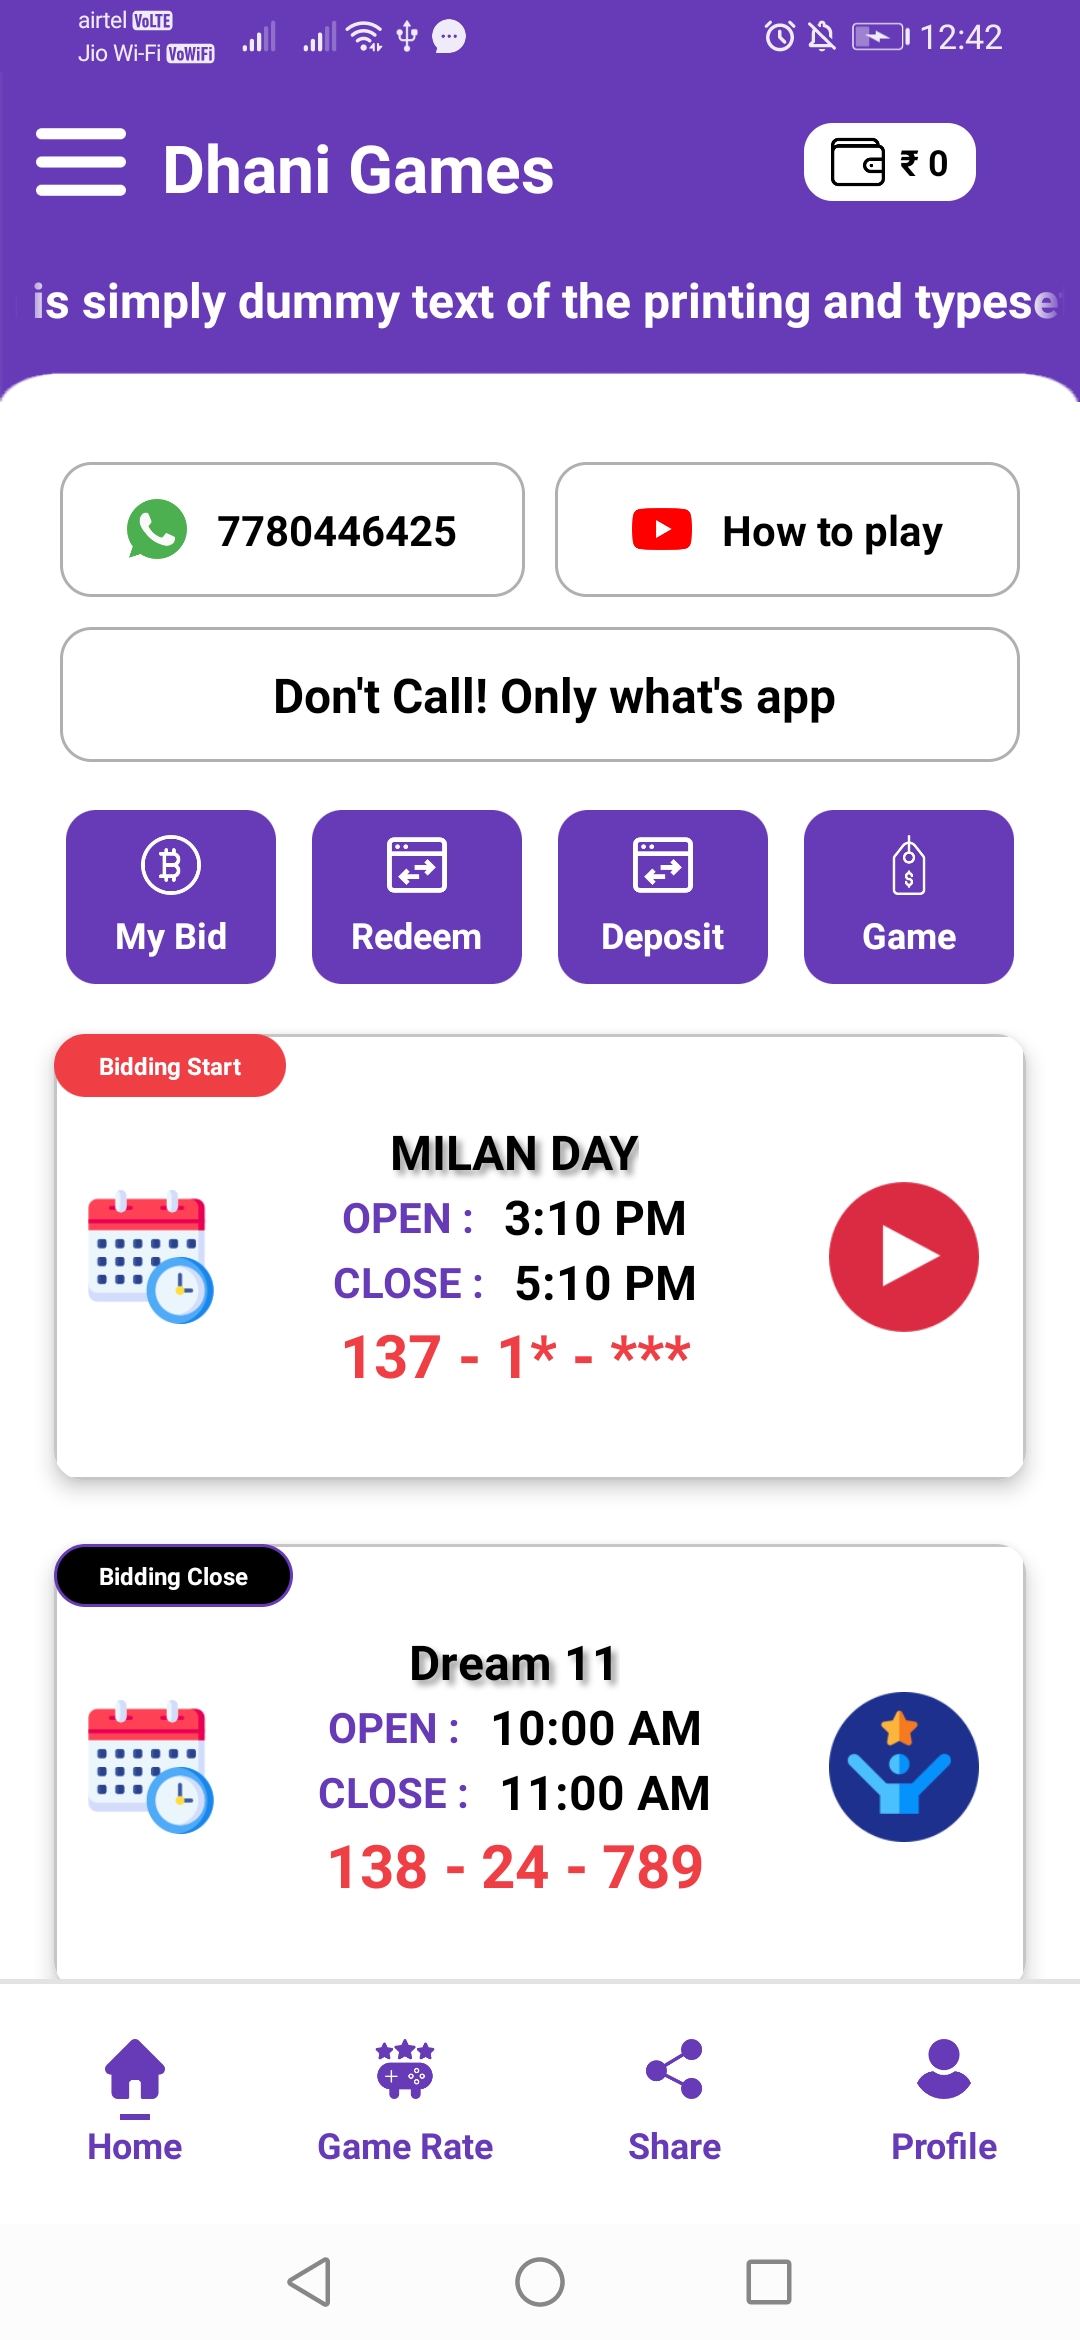 airtel VoLTE
Jio Wi-Fi VoWiFi
12:42
Dhani Games
₹ 0
is simply dummy text of the printing and typese
7780446425
How to play
Don't Call! Only what's app
My Bid
Redeem
Deposit
Game
Bidding Start
MILAN DAY
OPEN : 3:10 PM
CLOSE : 5:10 PM
137 - 1* - ***
Bidding Close
Dream 11
OPEN : 10:00 AM
CLOSE : 11:00 AM
138 - 24 - 789
Home
Game Rate
Share
Profile